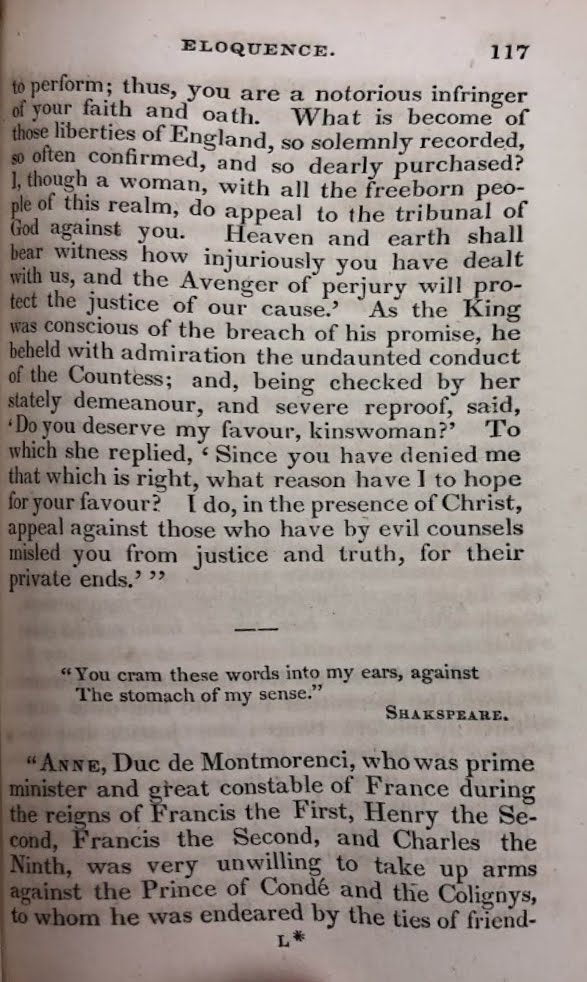 ELOQUENCE. 117
to perform; thus, you are a notorious infringer
of your faith and oath. What is become of
those liberties of England, so solemnly recorded,
so often confirmed, and so dearly purchased?
I, though a woman, with all the freeborn peo-
ple of this realm, do appeal to the tribunal of
God against you. Heaven and earth shall
bear witness how injuriously you have dealt
with us, and the Avenger of perjury will pro-
tect the justice of our cause.’ As the King
was conscious of the breach of his promise, he
beheld with admiration the undaunted conduct
of the Countess; and, being checked by her
stately demeanour, and severe reproof, said,
‘Do you deserve my favour, kinswoman?’ To
which she replied, ‘Since you have denied me
that which is right, what reason have I to hope
for your favour? I do, in the presence of Christ,
appeal against those who have by evil counsels
misled you from justice and truth, for their
private ends.’”
“You cram these words into my ears, against
The stomach of my sense.”
SHAKSPEARE.
“ANNE, Duc de Montmorenci, who was prime
minister and great constable of France during
the reigns of Francis the First, Henry the Se-
cond, Francis the Second, and Charles the
Ninth, was very unwilling to take up arms
against the Prince of Condé and the Colignys,
to whom he was endeared by the ties of friend-
L*